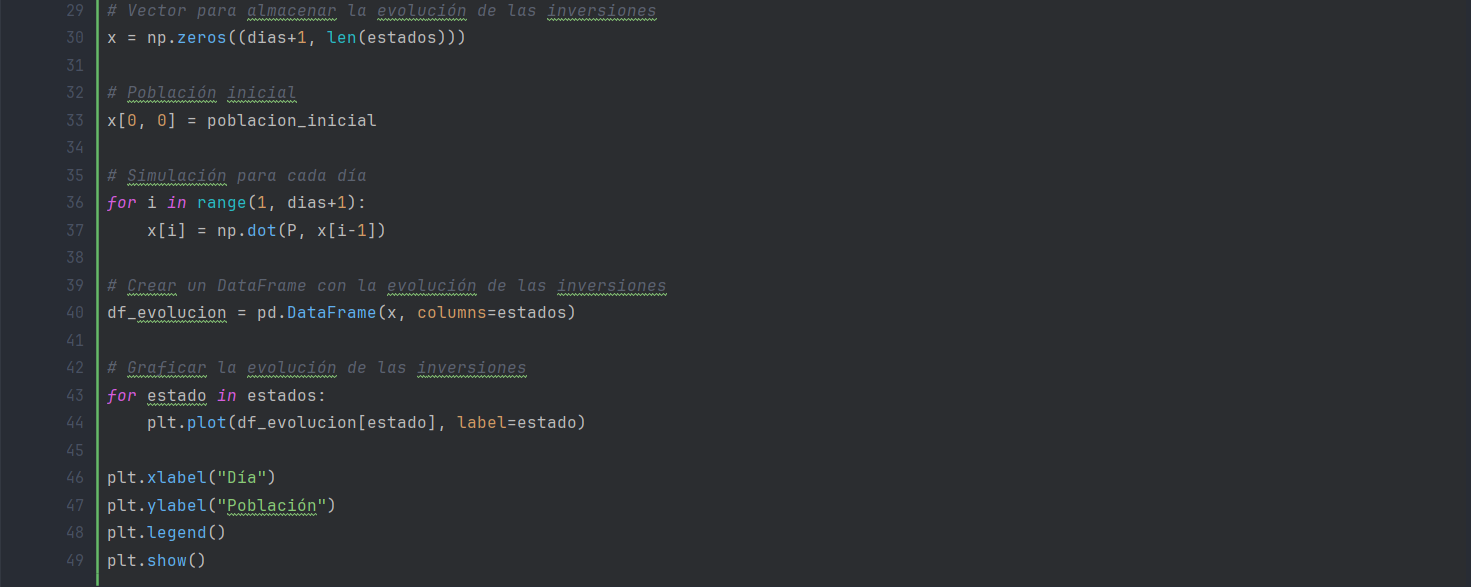 29 # Vector para almacenar la evolución de las inversiones
30 x = np.zeros((dias+1, len(estados)))
31
32 # Población inicial
33 x[0, 0] = poblacion_inicial
34
35 # Simulación para cada día
36 for i in range(1, dias+1):
37     x[i] = np.dot(P, x[i-1])
38
39 # Crear un DataFrame con la evolución de las inversiones
40 df_evolucion = pd.DataFrame(x, columns=estados)
41
42 # Graficar la evolución de las inversiones
43 for estado in estados:
44     plt.plot(df_evolucion[estado], label=estado)
45
46 plt.xlabel("Día")
47 plt.ylabel("Población")
48 plt.legend()
49 plt.show()